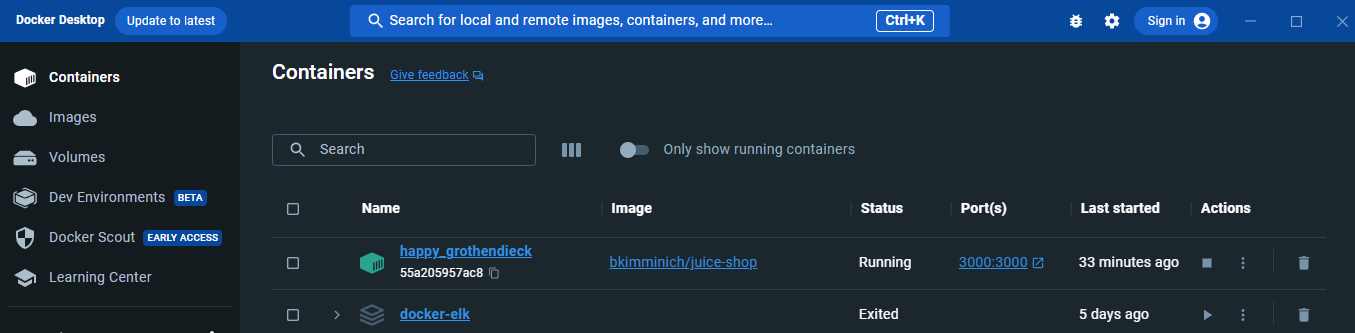 Docker Desktop Update to latest Search for local and remote images, containers, and more... Ctrl+K Sign in
Containers
Images
Volumes
Dev Environments BETA
Docker Scout EARLY ACCESS
Learning Center
Containers Give feedback
Search Only show running containers
Name Image Status Port(s) Last started Actions
happy_grothendieck bkimminich/juice-shop Running 3000:3000 33 minutes ago
55a205957ac8
docker-elk Exited 5 days ago